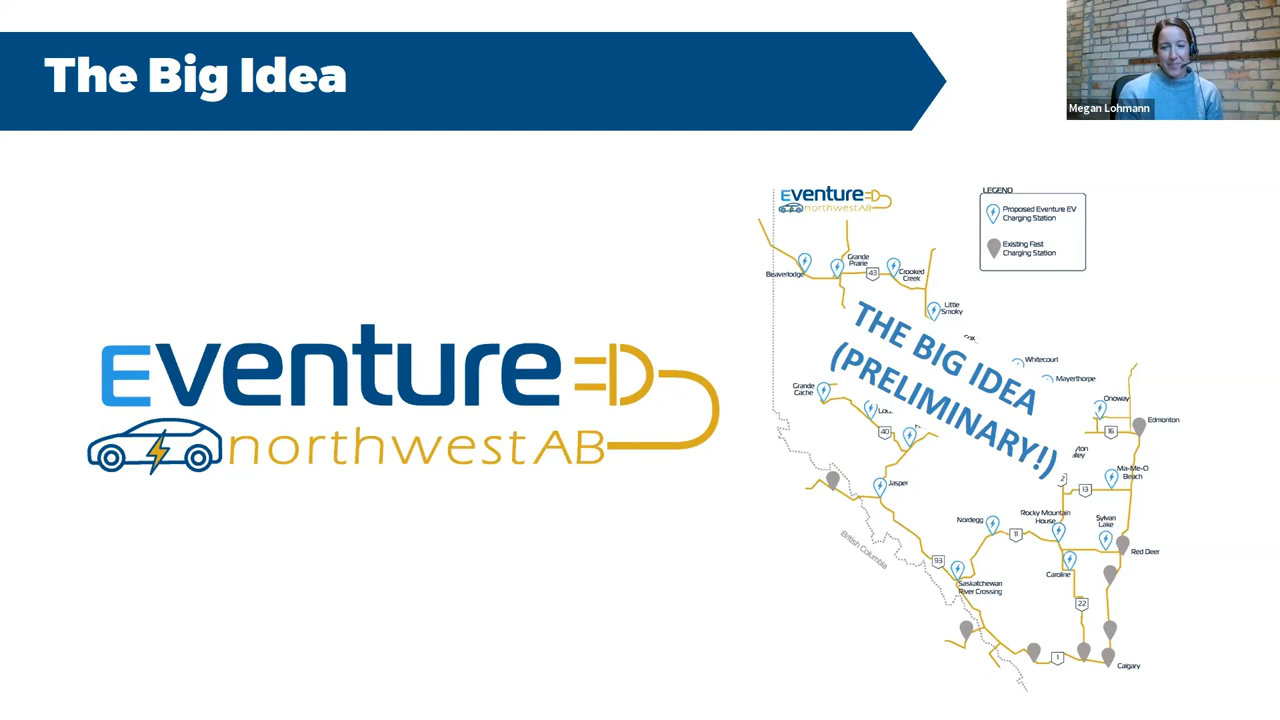 The Big Idea
Megan Lohmann
Eventure
northwestAB
Eventure
northwestAB
LEGEND
Proposed Eventure EV
Charging Station
Existing Fast
Charging Station
Beaverlodge
Grande
Prairie
43
Crooked
Creek
Little
Smoky
Fox
THE BIG IDEA
(PRELIMINARY!)
Whitecourt
Mayerthorpe
Grande
Cache
40
Onoway
Edmonton
16
Ma-Me-O
Beach
13
Jasper
Nordegg
11
Rocky Mountain
House
Sylvan
Lake
Red Deer
British Columbia
93
Caroline
Saskatchewan
River Crossing
22
1
Calgary